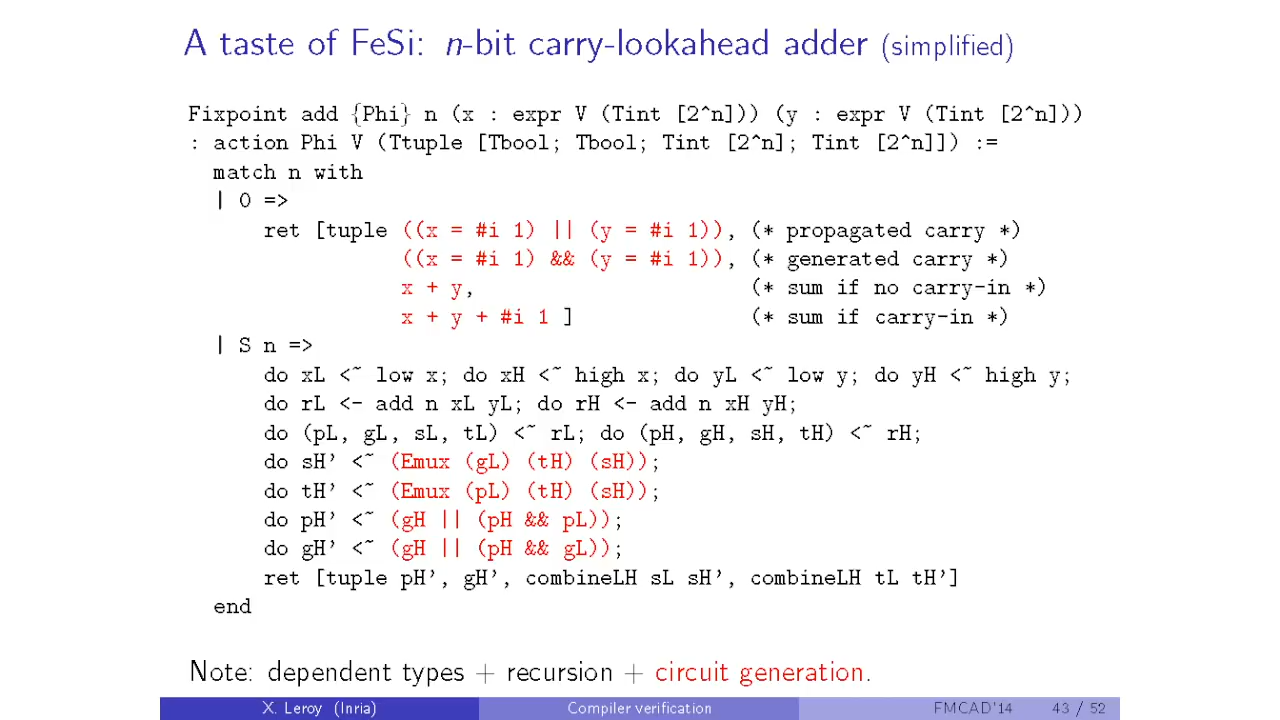 A taste of FeSi: n-bit carry-lookahead adder (simplified)
Fixpoint add {Phi} n (x : expr V (Tint [2^n])) (y : expr V (Tint [2^n]))
: action Phi V (Ttuple [Tbool; Tbool; Tint [2^n]; Tint [2^n]]) :=
match n with
| 0 =>
ret [tuple ((x = #i 1) || (y = #i 1)), (* propagated carry *)
((x = #i 1) && (y = #i 1)), (* generated carry *)
x + y, (* sum if no carry-in *)
x + y + #i 1 ] (* sum if carry-in *)
| S n =>
do xL <~ low x; do xH <~ high x; do yL <~ low y; do yH <~ high y;
do rL <- add n xL yL; do rH <- add n xH yH;
do (pL, gL, sL, tL) <~ rL; do (pH, gH, sH, tH) <~ rH;
do sH' <~ (Emux (gL) (tH) (sH));
do tH' <~ (Emux (pL) (tH) (sH));
do pH' <~ (gH || (pH && pL));
do gH' <~ (gH || (pH && gL));
ret [tuple pH', gH', combineLH sL sH', combineLH tL tH']
end
Note: dependent types + recursion + circuit generation.
X. Leroy (Inria) Compiler verification FMCAD'14 43 / 52